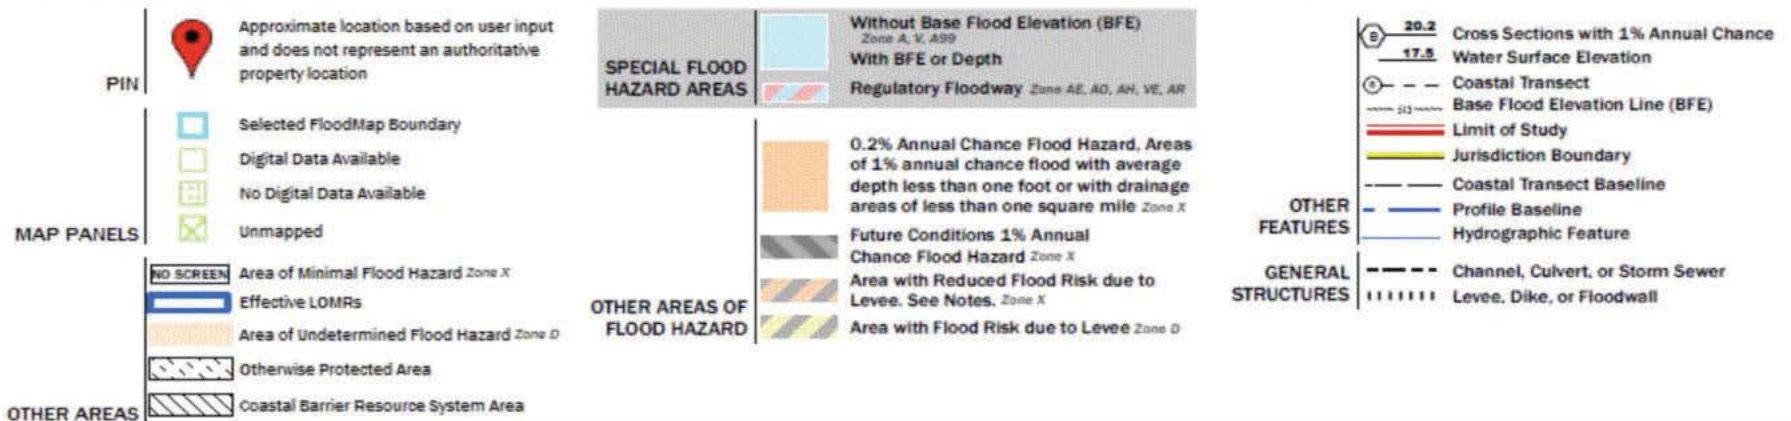 PIN
Approximate location based on user input
and does not represent an authoritative
property location
MAP PANELS
Selected FloodMap Boundary
Digital Data Available
No Digital Data Available
Unmapped
OTHER AREAS
NO SCREEN Area of Minimal Flood Hazard Zone X
Effective LOMRs
Area of Undetermined Flood Hazard Zone D
Otherwise Protected Area
Coastal Barrier Resource System Area
SPECIAL FLOOD
HAZARD AREAS
Without Base Flood Elevation (BFE)
Zone A, V, A99
With BFE or Depth
Regulatory Floodway Zone AE, AO, AH, VE, AR
OTHER AREAS OF
FLOOD HAZARD
0.2% Annual Chance Flood Hazard, Areas
of 1% annual chance flood with average
depth less than one foot or with drainage
areas of less than one square mile Zone X
Future Conditions 1% Annual
Chance Flood Hazard Zone X
Area with Reduced Flood Risk due to
Levee. See Notes. Zone X
Area with Flood Risk due to Levee Zone D
OTHER
FEATURES
B 20.2 Cross Sections with 1% Annual Chance
17.5 Water Surface Elevation
8 Coastal Transect
513 Base Flood Elevation Line (BFE)
Limit of Study
Jurisdiction Boundary
Coastal Transect Baseline
Profile Baseline
Hydrographic Feature
GENERAL
STRUCTURES
Channel, Culvert, or Storm Sewer
Levee, Dike, or Floodwall